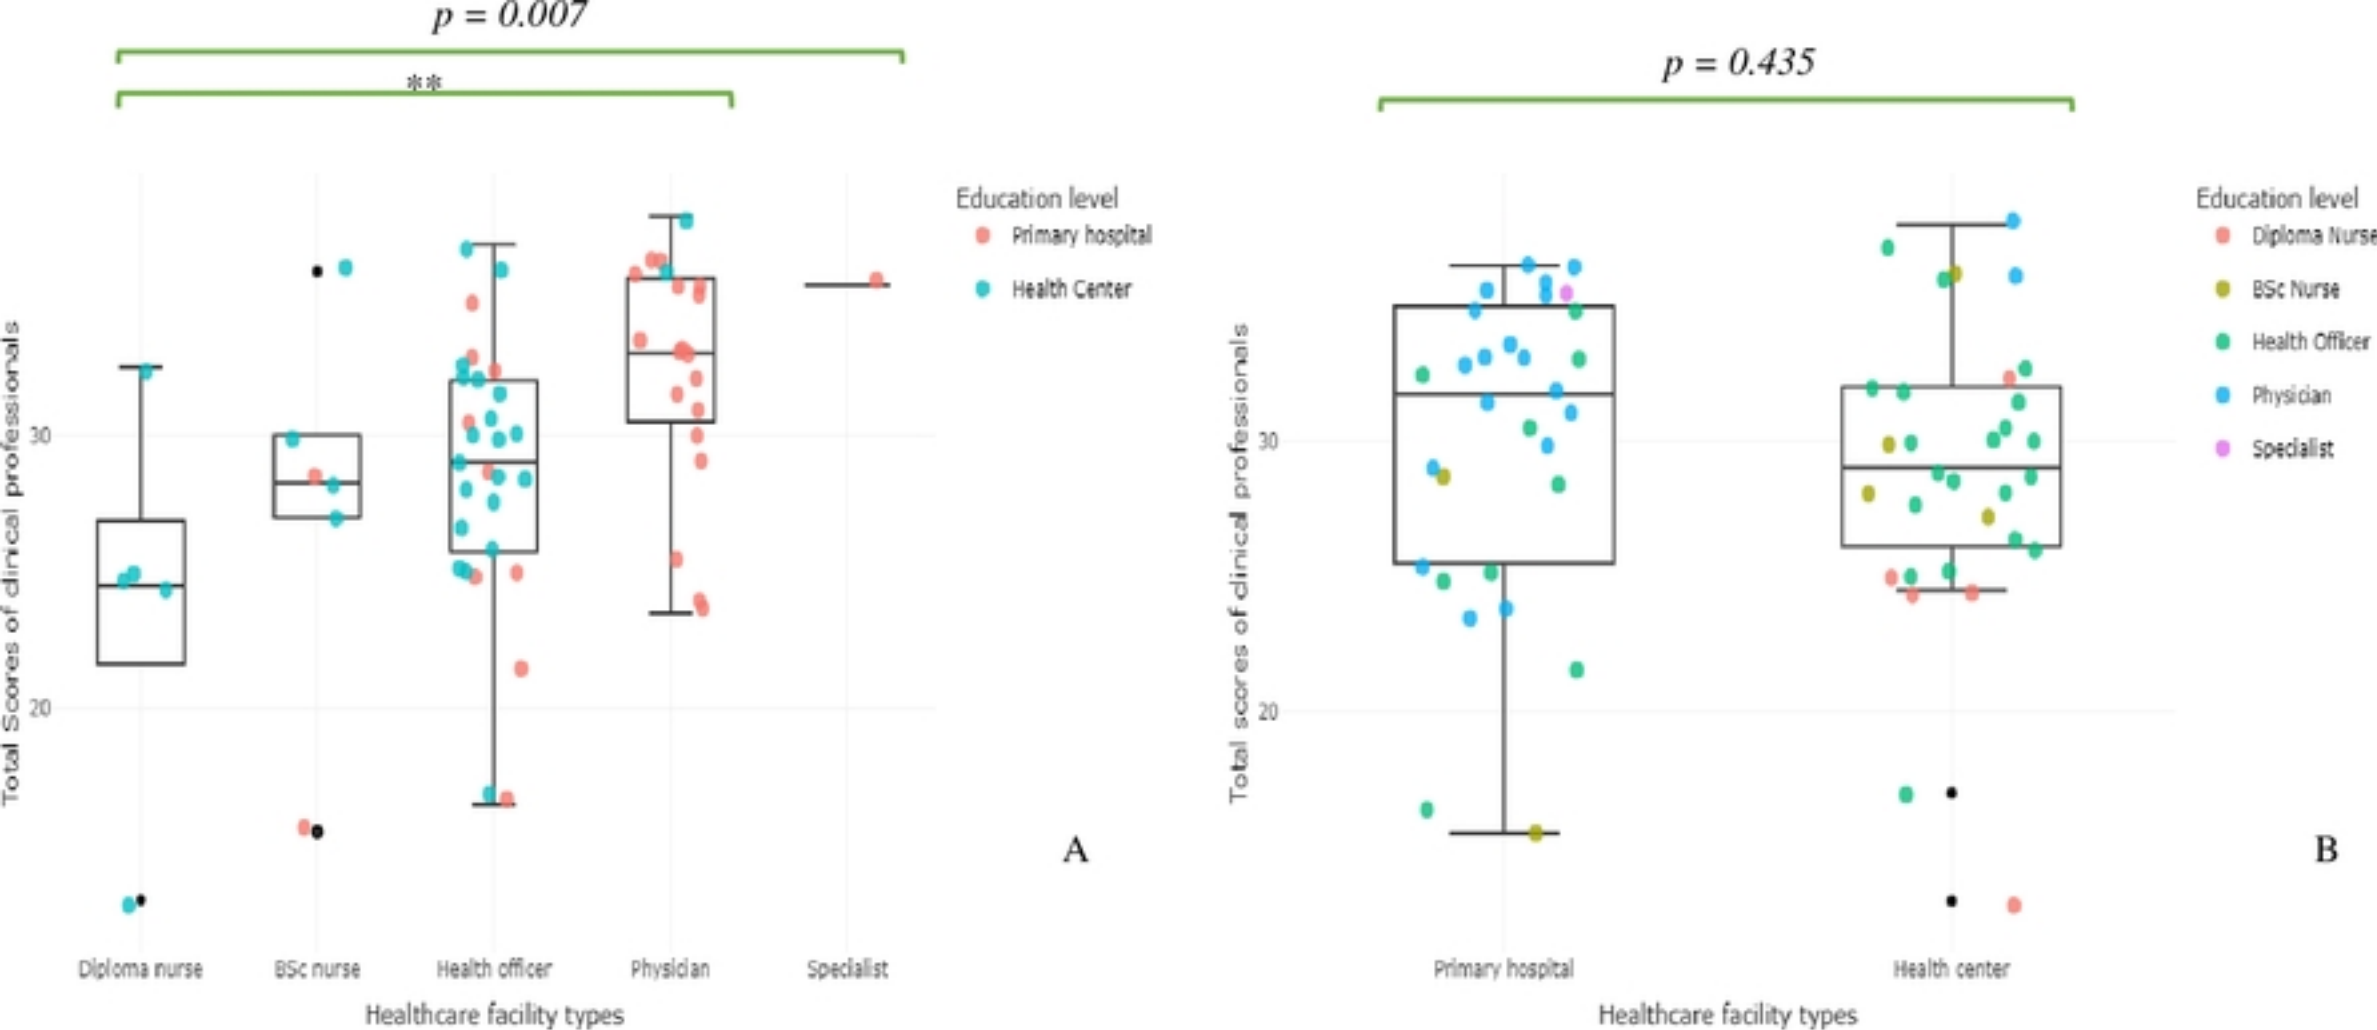 p = 0.007
**
Education level
Primary hospital
Health Center
Total Scores of clinical professionals
30
20
Diploma nurse
BSc nurse
Health officer
Physician
Specialist
Healthcare facility types
A
p = 0.435
Education level
Diploma Nurse
BSc Nurse
Health Officer
Physician
Specialist
Total scores of clinical professionals
30
20
Primary hospital
Health center
Healthcare facility types
B